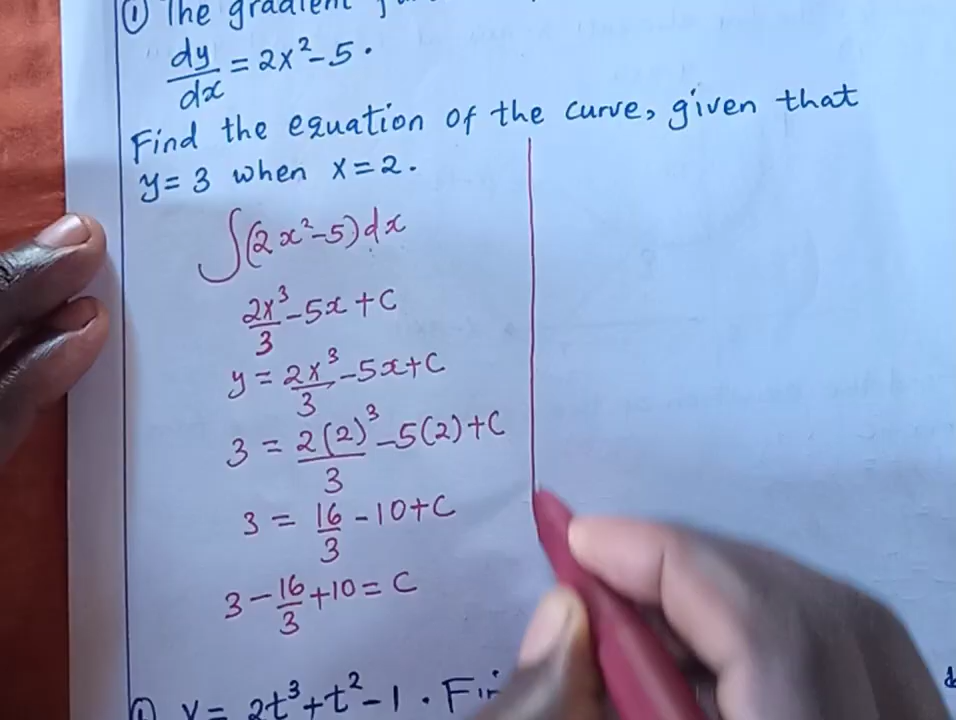 ① The gradient
dy/dx = 2x² - 5 .
Find the equation of the curve, given that
y = 3 when x = 2 .
∫(2x² - 5) dx
2x³/3 - 5x + C
y = 2x³/3 - 5x + C
3 = 2(2)³/3 - 5(2) + C
3 = 16/3 - 10 + C
3 - 16/3 + 10 = C
= 2t³ + t² - 1 .